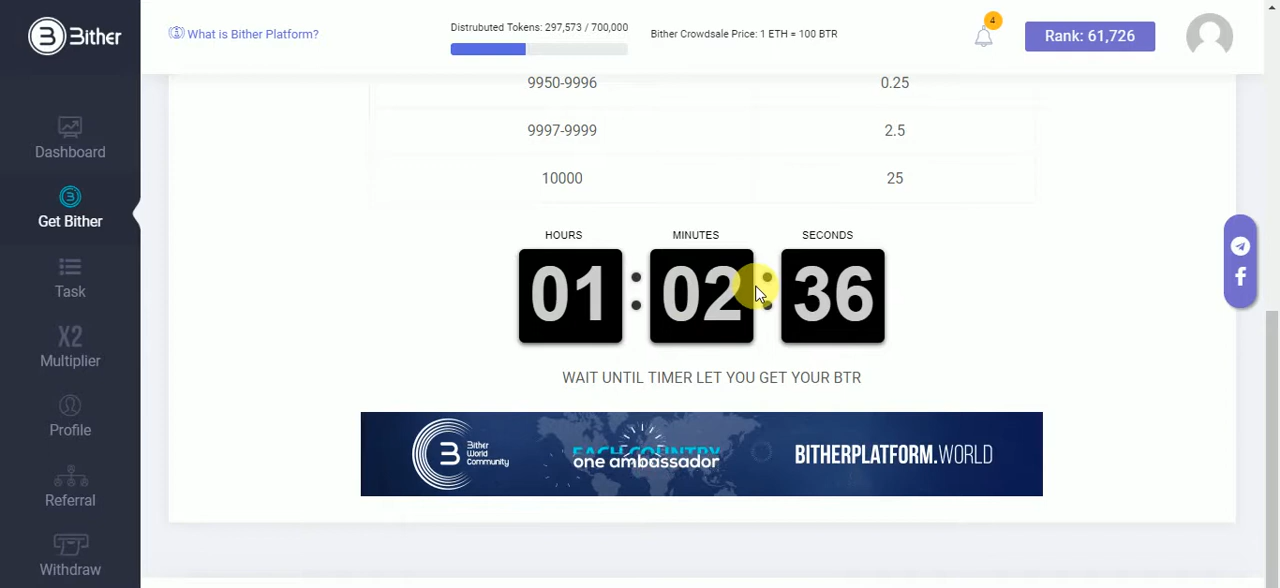 Bither
What is Bither Platform?
Distrubuted Tokens: 297,573 / 700,000
Bither Crowdsale Price: 1 ETH = 100 BTR
4
Rank: 61,726
Dashboard
Get Bither
Task
X2
Multiplier
Profile
Referral
Withdraw
9950-9996 0.25
9997-9999 2.5
10000 25
HOURS MINUTES SECONDS
01 : 02 : 36
WAIT UNTIL TIMER LET YOU GET YOUR BTR
Bither
World
Community
EACH COUNTRY
one ambassador
BITHERPLATFORM.WORLD